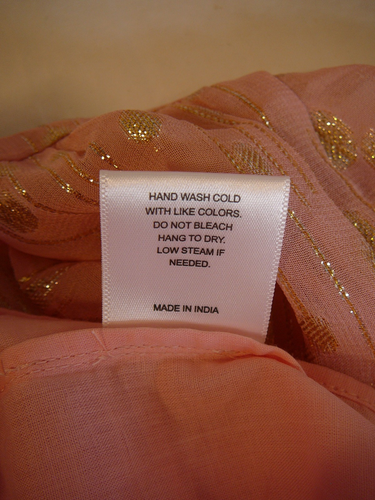 HAND WASH COLD
WITH LIKE COLORS.
DO NOT BLEACH
HANG TO DRY.
LOW STEAM IF
NEEDED.
MADE IN INDIA